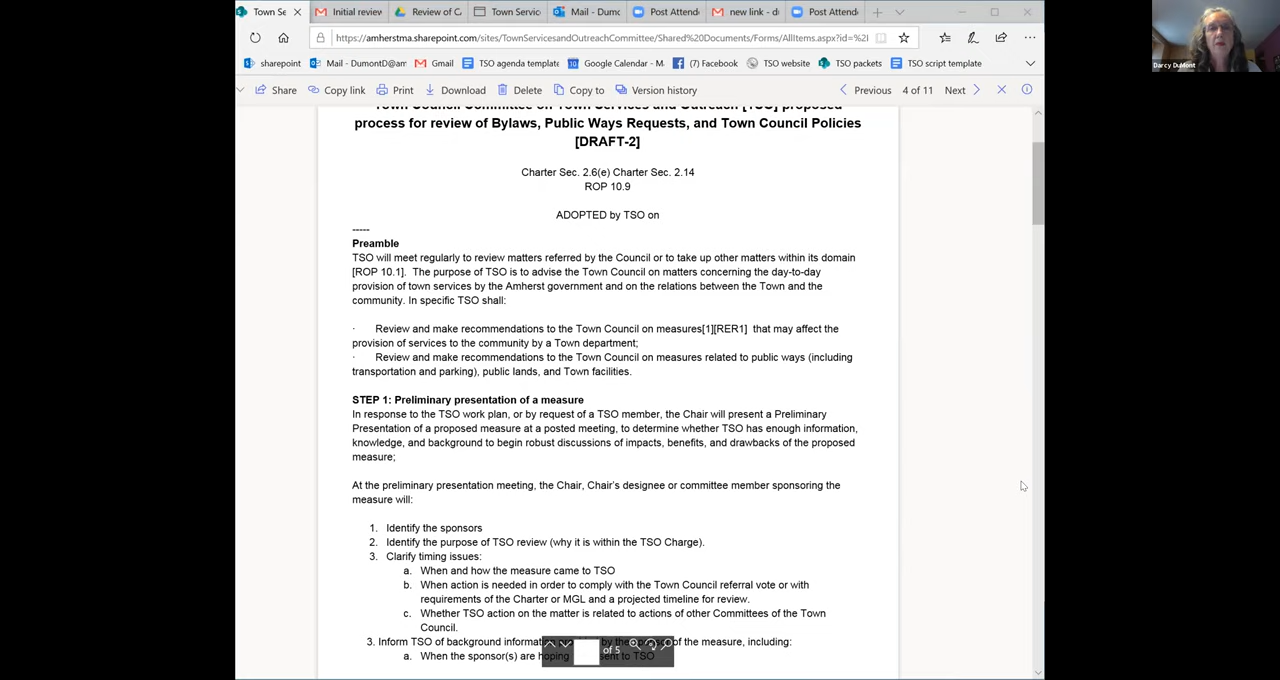 Town Se
Initial review
Review of C
Town Servic
Mail - Dumo
Post Attend
new link - d
Post Attend
https://amherstma.sharepoint.com/sites/TownServicesandOutreachCommittee/Shared%20Documents/Forms/AllItems.aspx?id=%2
sharepoint
Mail - DumontD@am
Gmail
TSO agenda template
Google Calendar - M
(7) Facebook
TSO website
TSO packets
TSO script template
Share
Copy link
Print
Download
Delete
Copy to
Version history
Previous
4 of 11
Next
Darcy DuMont
Town Council Committee on Town Services and Outreach [TSO] proposed
process for review of Bylaws, Public Ways Requests, and Town Council Policies
[DRAFT-2]
Charter Sec. 2.6(e) Charter Sec. 2.14
ROP 10.9
ADOPTED by TSO on
-----
Preamble
TSO will meet regularly to review matters referred by the Council or to take up other matters within its domain
[ROP 10.1]. The purpose of TSO is to advise the Town Council on matters concerning the day-to-day
provision of town services by the Amherst government and on the relations between the Town and the
community. In specific TSO shall:
· Review and make recommendations to the Town Council on measures[1][RER1] that may affect the
provision of services to the community by a Town department;
· Review and make recommendations to the Town Council on measures related to public ways (including
transportation and parking), public lands, and Town facilities.
STEP 1: Preliminary presentation of a measure
In response to the TSO work plan, or by request of a TSO member, the Chair will present a Preliminary
Presentation of a proposed measure at a posted meeting, to determine whether TSO has enough information,
knowledge, and background to begin robust discussions of impacts, benefits, and drawbacks of the proposed
measure;
At the preliminary presentation meeting, the Chair, Chair's designee or committee member sponsoring the
measure will:
1. Identify the sponsors
2. Identify the purpose of TSO review (why it is within the TSO Charge).
3. Clarify timing issues:
a. When and how the measure came to TSO
b. When action is needed in order to comply with the Town Council referral vote or with
requirements of the Charter or MGL and a projected timeline for review.
c. Whether TSO action on the matter is related to actions of other Committees of the Town
Council.
3. Inform TSO of background of the measure, including:
a. When the sponsor(s) are hoping to TSO
of 5